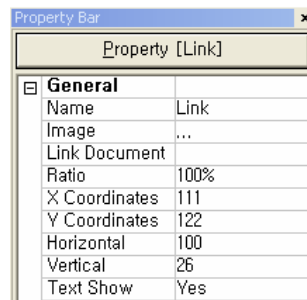 Property Bar ×
Property [Link]
General
Name Link
Image ...
Link Document
Ratio 100%
X Coordinates 111
Y Coordinates 122
Horizontal 100
Vertical 26
Text Show Yes